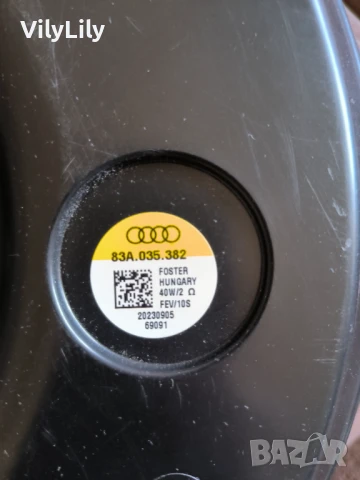 VilyLily
83A.035.382
FOSTER
HUNGARY
40W/2 Ω
FEV/10S
20230905
69091
bazar